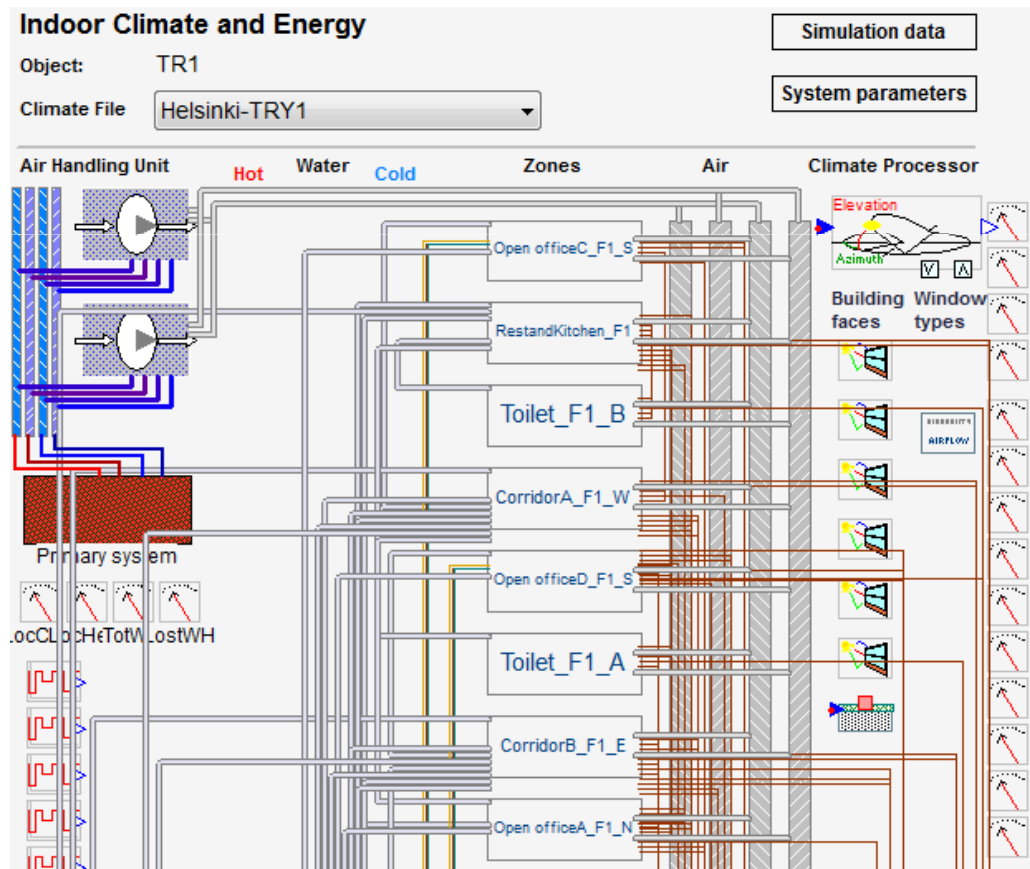 Indoor Climate and Energy
Simulation data
Object: TR1
System parameters
Climate File Helsinki-TRY1
Air Handling Unit Hot Water Cold Zones Air Climate Processor
Elevation
Azimuth
Open officeC_F1_S
Building faces
Window types
RestandKitchen_F1
Toilet_F1_B
AIRFLOW
CorridorA_F1_W
Primary system
Open officeD_F1_S
TotW LostWH
Toilet_F1_A
CorridorB_F1_E
Open officeA_F1_N